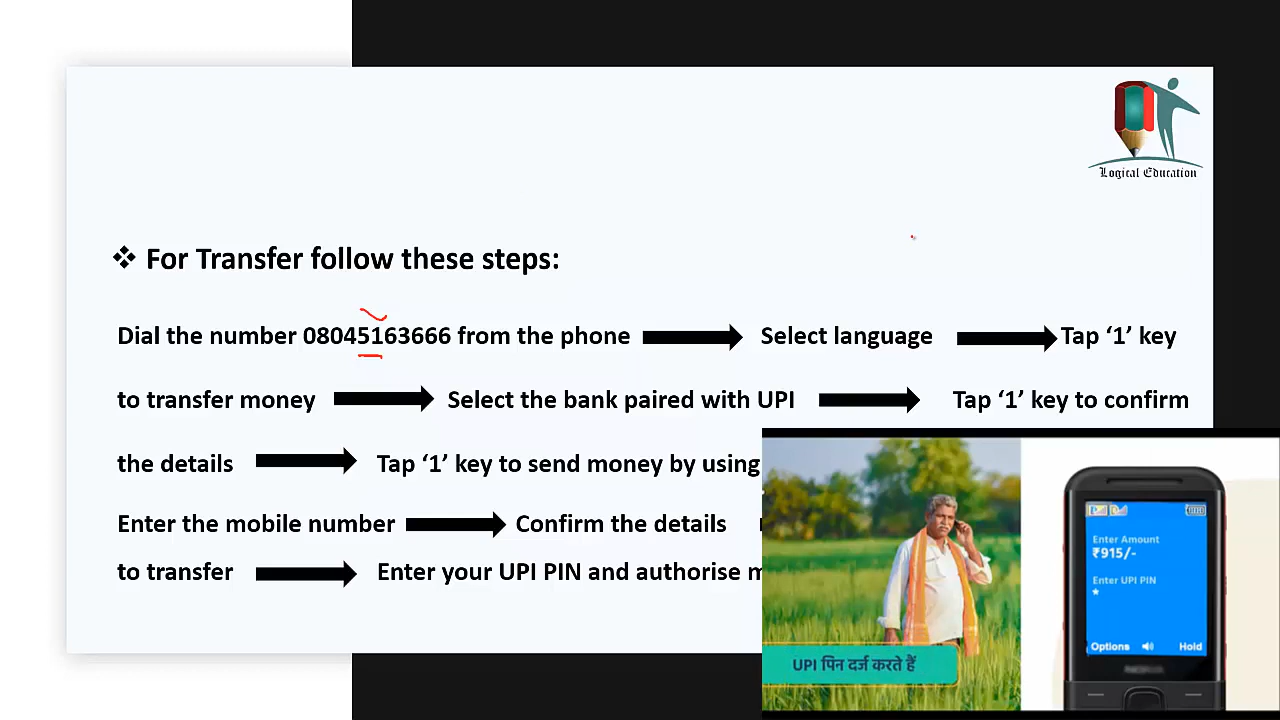 Logical Education
❖ For Transfer follow these steps:
Dial the number 08045163666 from the phone Select language Tap ‘1’ key
to transfer money Select the bank paired with UPI Tap ‘1’ key to confirm
the details Tap ‘1’ key to send money by using
Enter the mobile number Confirm the details
to transfer Enter your UPI PIN and authorise
Enter Amount
₹915/-
Enter UPI PIN
*
Options Hold
UPI पिन दर्ज करते हैं